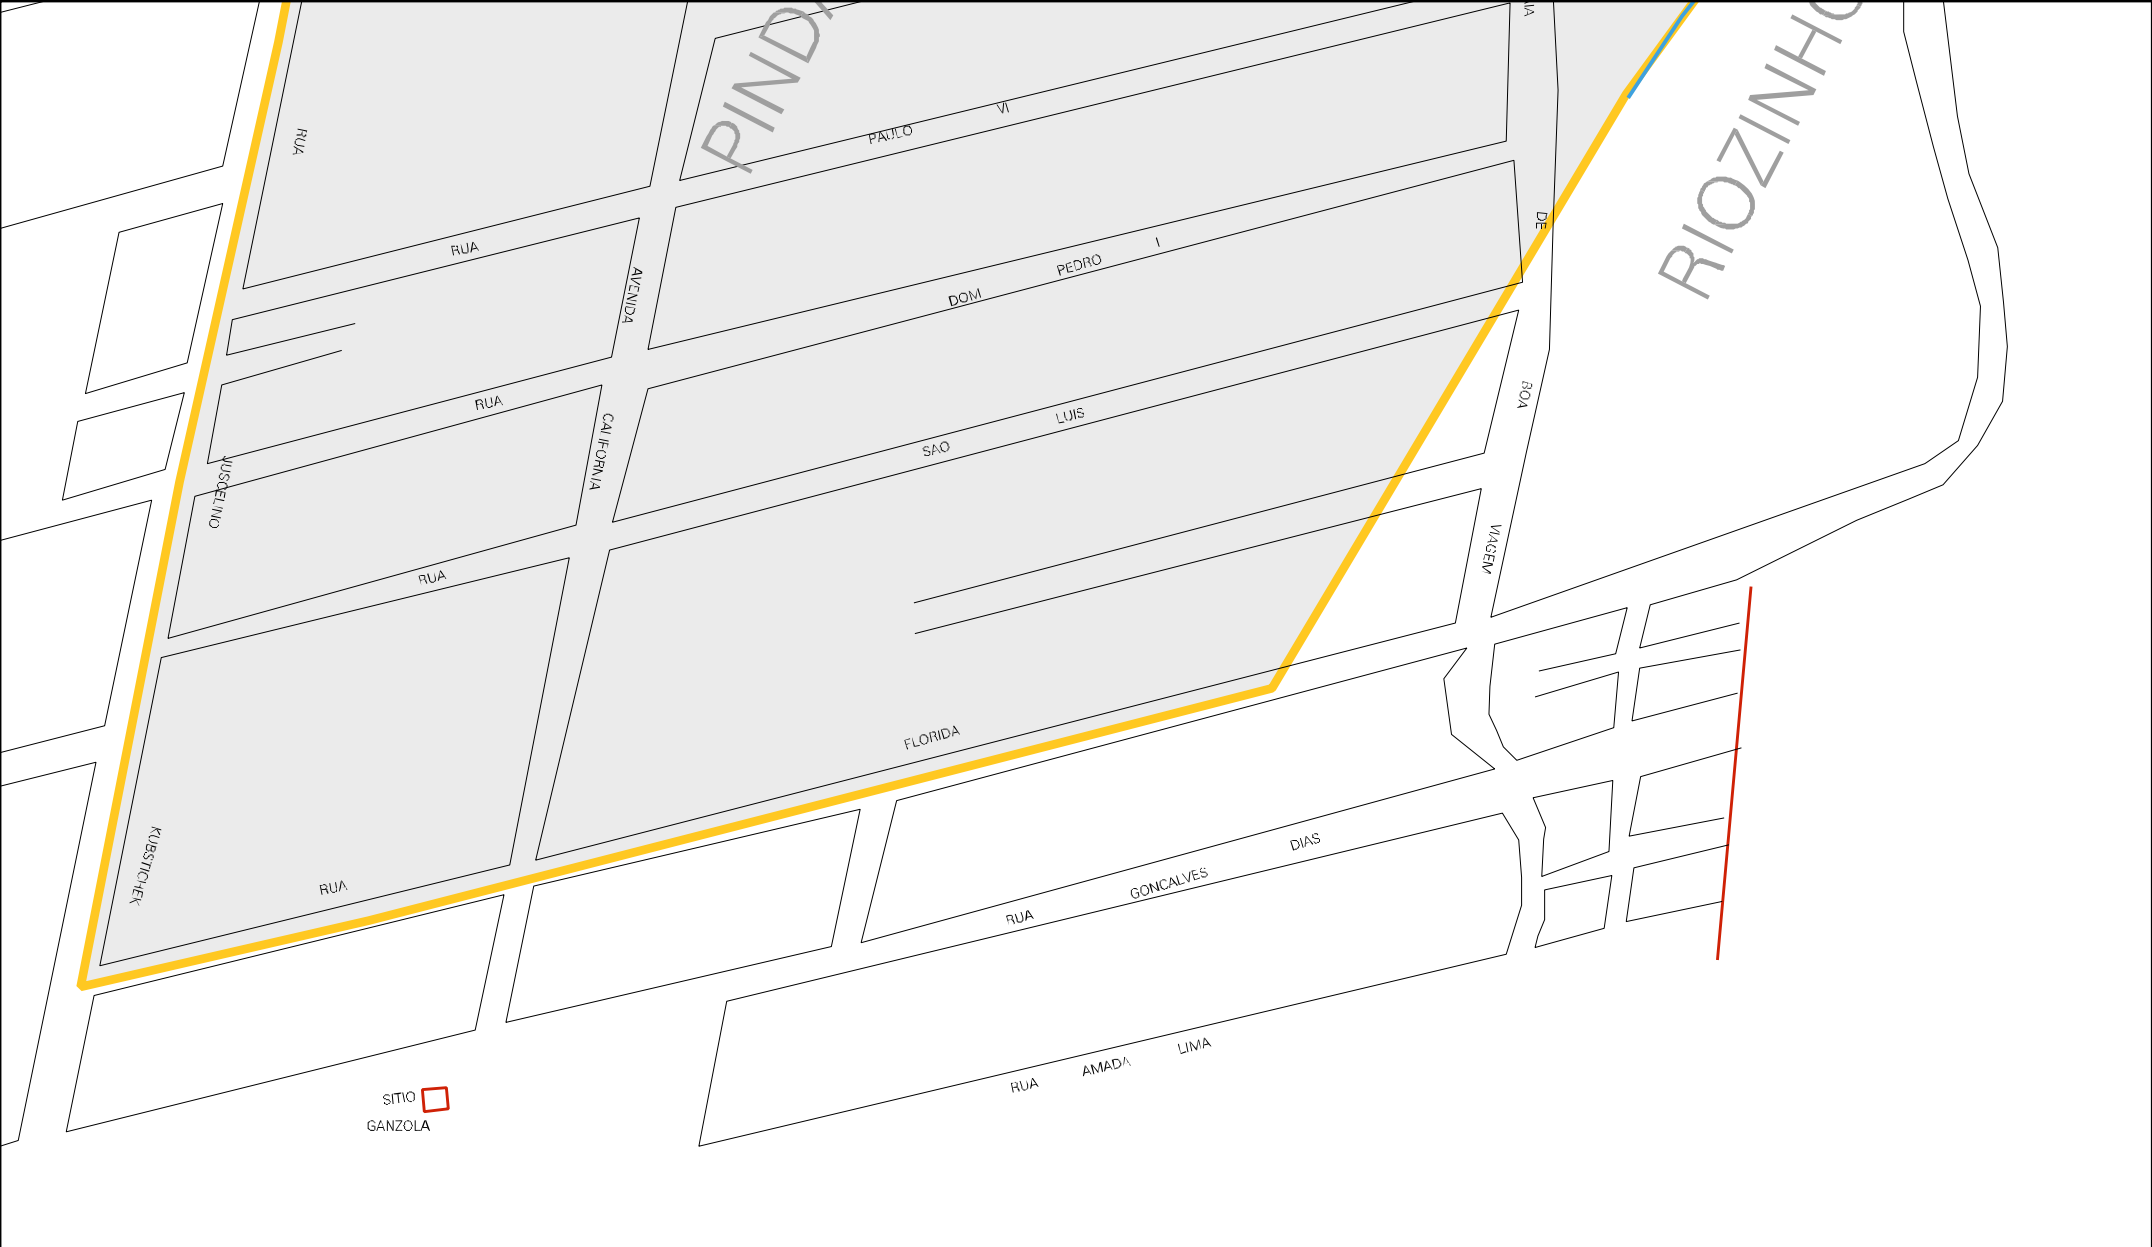 RIOZINHO
RUA
PAULO VI
RUA
DOM PEDRO I
RUA
SAO LUIS
RUA
FLORIDA
RUA
AVENIDA
CALIFORNIA
JUSCELINO
KUBSTICHEK
DE
BOA
VIAGEM
RUA GONCALVES DIAS
RUA AMADA LIMA
SITIO
GANZOLA